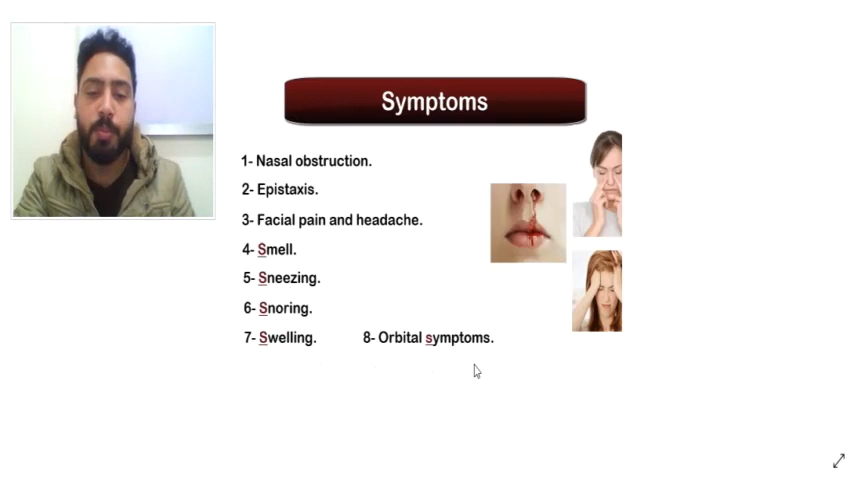 Symptoms
1- Nasal obstruction.
2- Epistaxis.
3- Facial pain and headache.
4- Smell.
5- Sneezing.
6- Snoring.
7- Swelling. 8- Orbital symptoms.